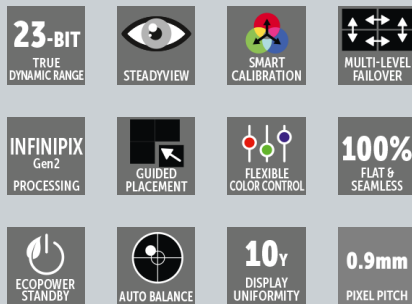 23-BIT
TRUE
DYNAMIC RANGE
STEADYVIEW
SMART
CALIBRATION
MULTI-LEVEL
FAILOVER
INFINIPIX
Gen2
PROCESSING
GUIDED
PLACEMENT
FLEXIBLE
COLOR CONTROL
100%
FLAT &
SEAMLESS
ECOPOWER
STANDBY
AUTO BALANCE
10Y
DISPLAY
UNIFORMITY
0.9mm
PIXEL PITCH